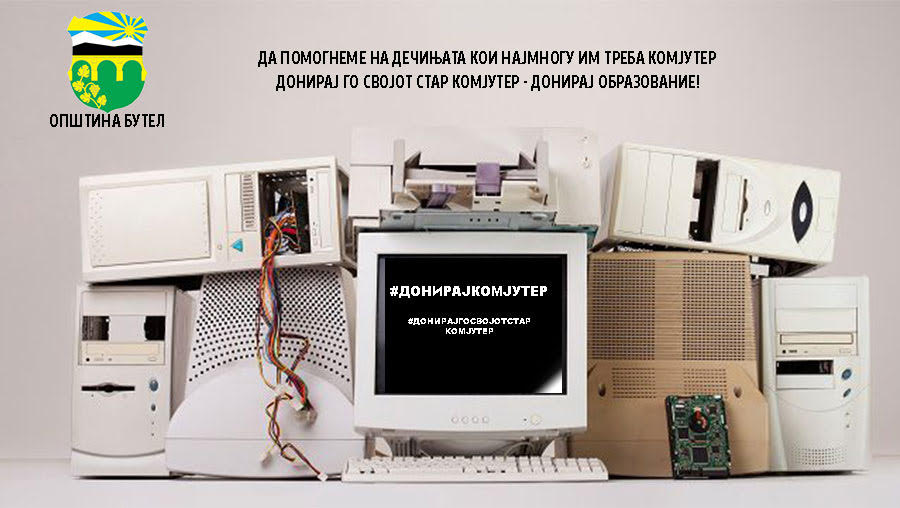 ДА ПОМОГНЕМЕ НА ДЕЧИЊАТА КОИ НАЈМНОГУ ИМ ТРЕБА КОМЈУТЕР
ДОНИРАЈ ГО СВОЈОТ СТАР КОМЈУТЕР - ДОНИРАЈ ОБРАЗОВАНИЕ!
ОПШТИНА БУТЕЛ
#ДОНИРАЈКОМЈУТЕР
#ДОНИРАЈГОСВОЈОТСТАР
КОМЈУТЕР